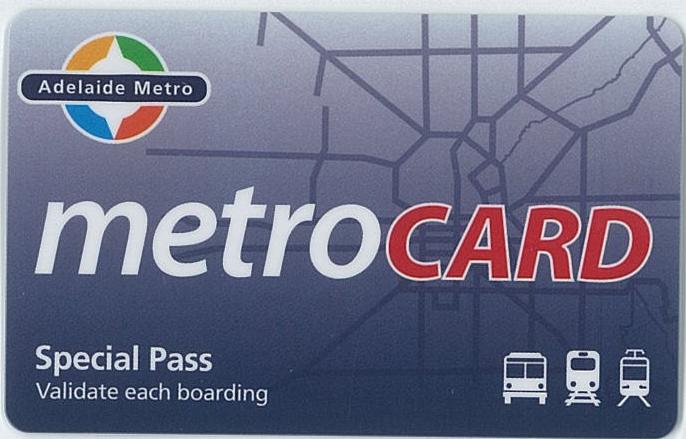 Adelaide Metro
metroCARD
Special Pass
Validate each boarding